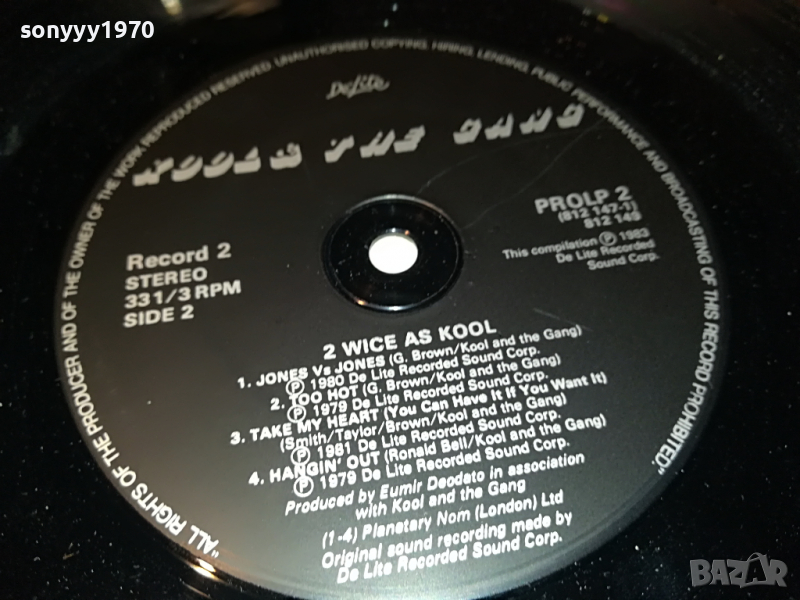 sonyyy1970
"ALL RIGHTS OF THE PRODUCER AND OF THE OWNER OF THE WORK REPRODUCED RESERVED. UNAUTHORISED COPYING, HIRING, LENDING, PUBLIC PERFORMANCE AND BROADCASTING OF THIS RECORD PROHIBITED."
De-Lite
KOOL & THE GANG
PROLP 2
(812 147-1)
812 149
Record 2
STEREO
33 1/3 RPM
SIDE 2
This compilation Ⓟ 1983
De Lite Recorded
Sound Corp.
2 WICE AS KOOL
1. JONES Vs JONES (G. Brown/Kool and the Gang)
Ⓟ 1980 De Lite Recorded Sound Corp.
2. TOO HOT (G. Brown/Kool and the Gang)
Ⓟ 1979 De Lite Recorded Sound Corp.
3. TAKE MY HEART (You Can Have It If You Want It)
(Smith/Taylor/Brown/Kool and the Gang)
Ⓟ 1981 De Lite Recorded Sound Corp.
4. HANGIN' OUT (Ronald Bell/Kool and the Gang)
Ⓟ 1979 De Lite Recorded Sound Corp.
Produced by Eumir Deodato in association
with Kool and the Gang
(1-4) Planetary Nom (London) Ltd
Original sound recording made by
De Lite Recorded Sound Corp.
BAZAR